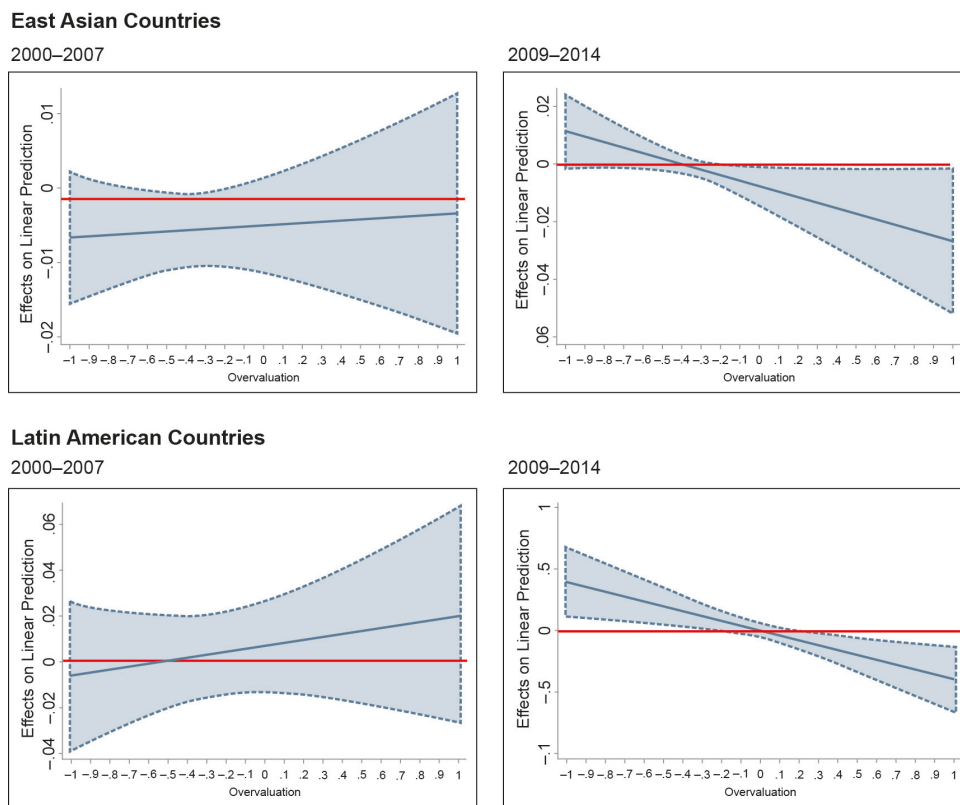 East Asian Countries
2000–2007
2009–2014
Effects on Linear Prediction
.01
0
–.01
–.02
–1 –.9 –.8 –.7 –.6 –.5 –.4 –.3 –.2 –.1 0 .1 .2 .3 .4 .5 .6 .7 .8 .9 1
Overvaluation
Effects on Linear Prediction
.02
0
–.02
–.04
.06
–1 –.9 –.8 –.7 –.6 –.5 –.4 –.3 –.2 –.1 0 .1 .2 .3 .4 .5 .6 .7 .8 .9 1
Overvaluation
Latin American Countries
2000–2007
2009–2014
Effects on Linear Prediction
.06
.04
.02
0
–.02
–.04
–1 –.9 –.8 –.7 –.6 –.5 –.4 –.3 –.2 –.1 0 .1 .2 .3 .4 .5 .6 .7 .8 .9 1
Overvaluation
Effects on Linear Prediction
1
.5
0
–.5
–.1
–1 –.9 –.8 –.7 –.6 –.5 –.4 –.3 –.2 –.1 0 .1 .2 .3 .4 .5 .6 .7 .8 .9 1
Overvaluation